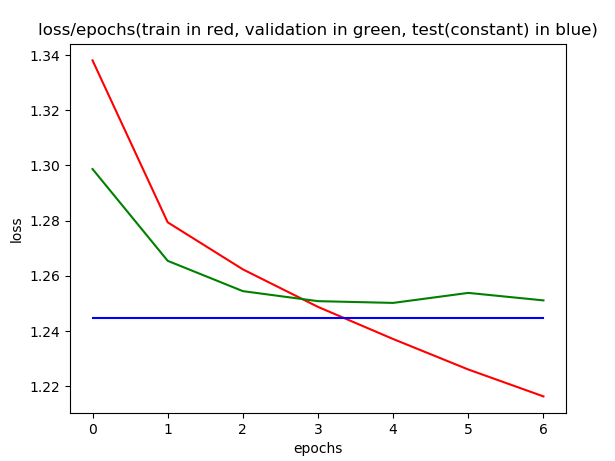 loss/epochs(train in red, validation in green, test(constant) in blue)
1.34
1.32
1.30
1.28
1.26
1.24
1.22
loss
0 1 2 3 4 5 6
epochs